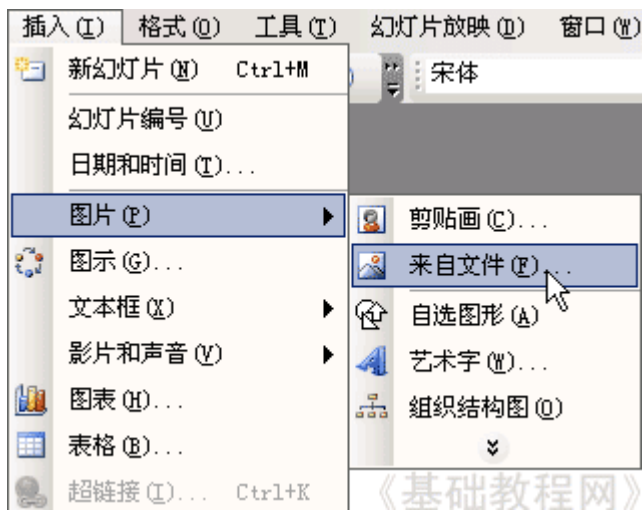 插入(I) 格式(O) 工具(T) 幻灯片放映(D) 窗口(W)
新幻灯片(N) Ctrl+M
宋体
幻灯片编号(U)
日期和时间(T)...
图片(P)
剪贴画(C)...
图示(G)...
来自文件(F)...
文本框(X)
自选图形(A)
影片和声音(V)
艺术字(W)...
图表(H)...
组织结构图(O)
表格(B)...
超链接(I)... Ctrl+K
《基础教程网》